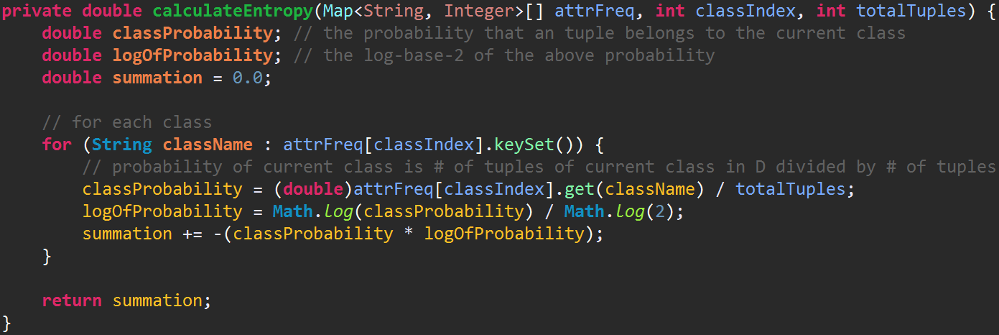 private double calculateEntropy(Map<String, Integer>[] attrFreq, int classIndex, int totalTuples) {
    double classProbability; // the probability that an tuple belongs to the current class
    double logOfProbability; // the log-base-2 of the above probability
    double summation = 0.0;

    // for each class
    for (String className : attrFreq[classIndex].keySet()) {
        // probability of current class is # of tuples of current class in D divided by # of tuples
        classProbability = (double)attrFreq[classIndex].get(className) / totalTuples;
        logOfProbability = Math.log(classProbability) / Math.log(2);
        summation += -(classProbability * logOfProbability);
    }

    return summation;
}